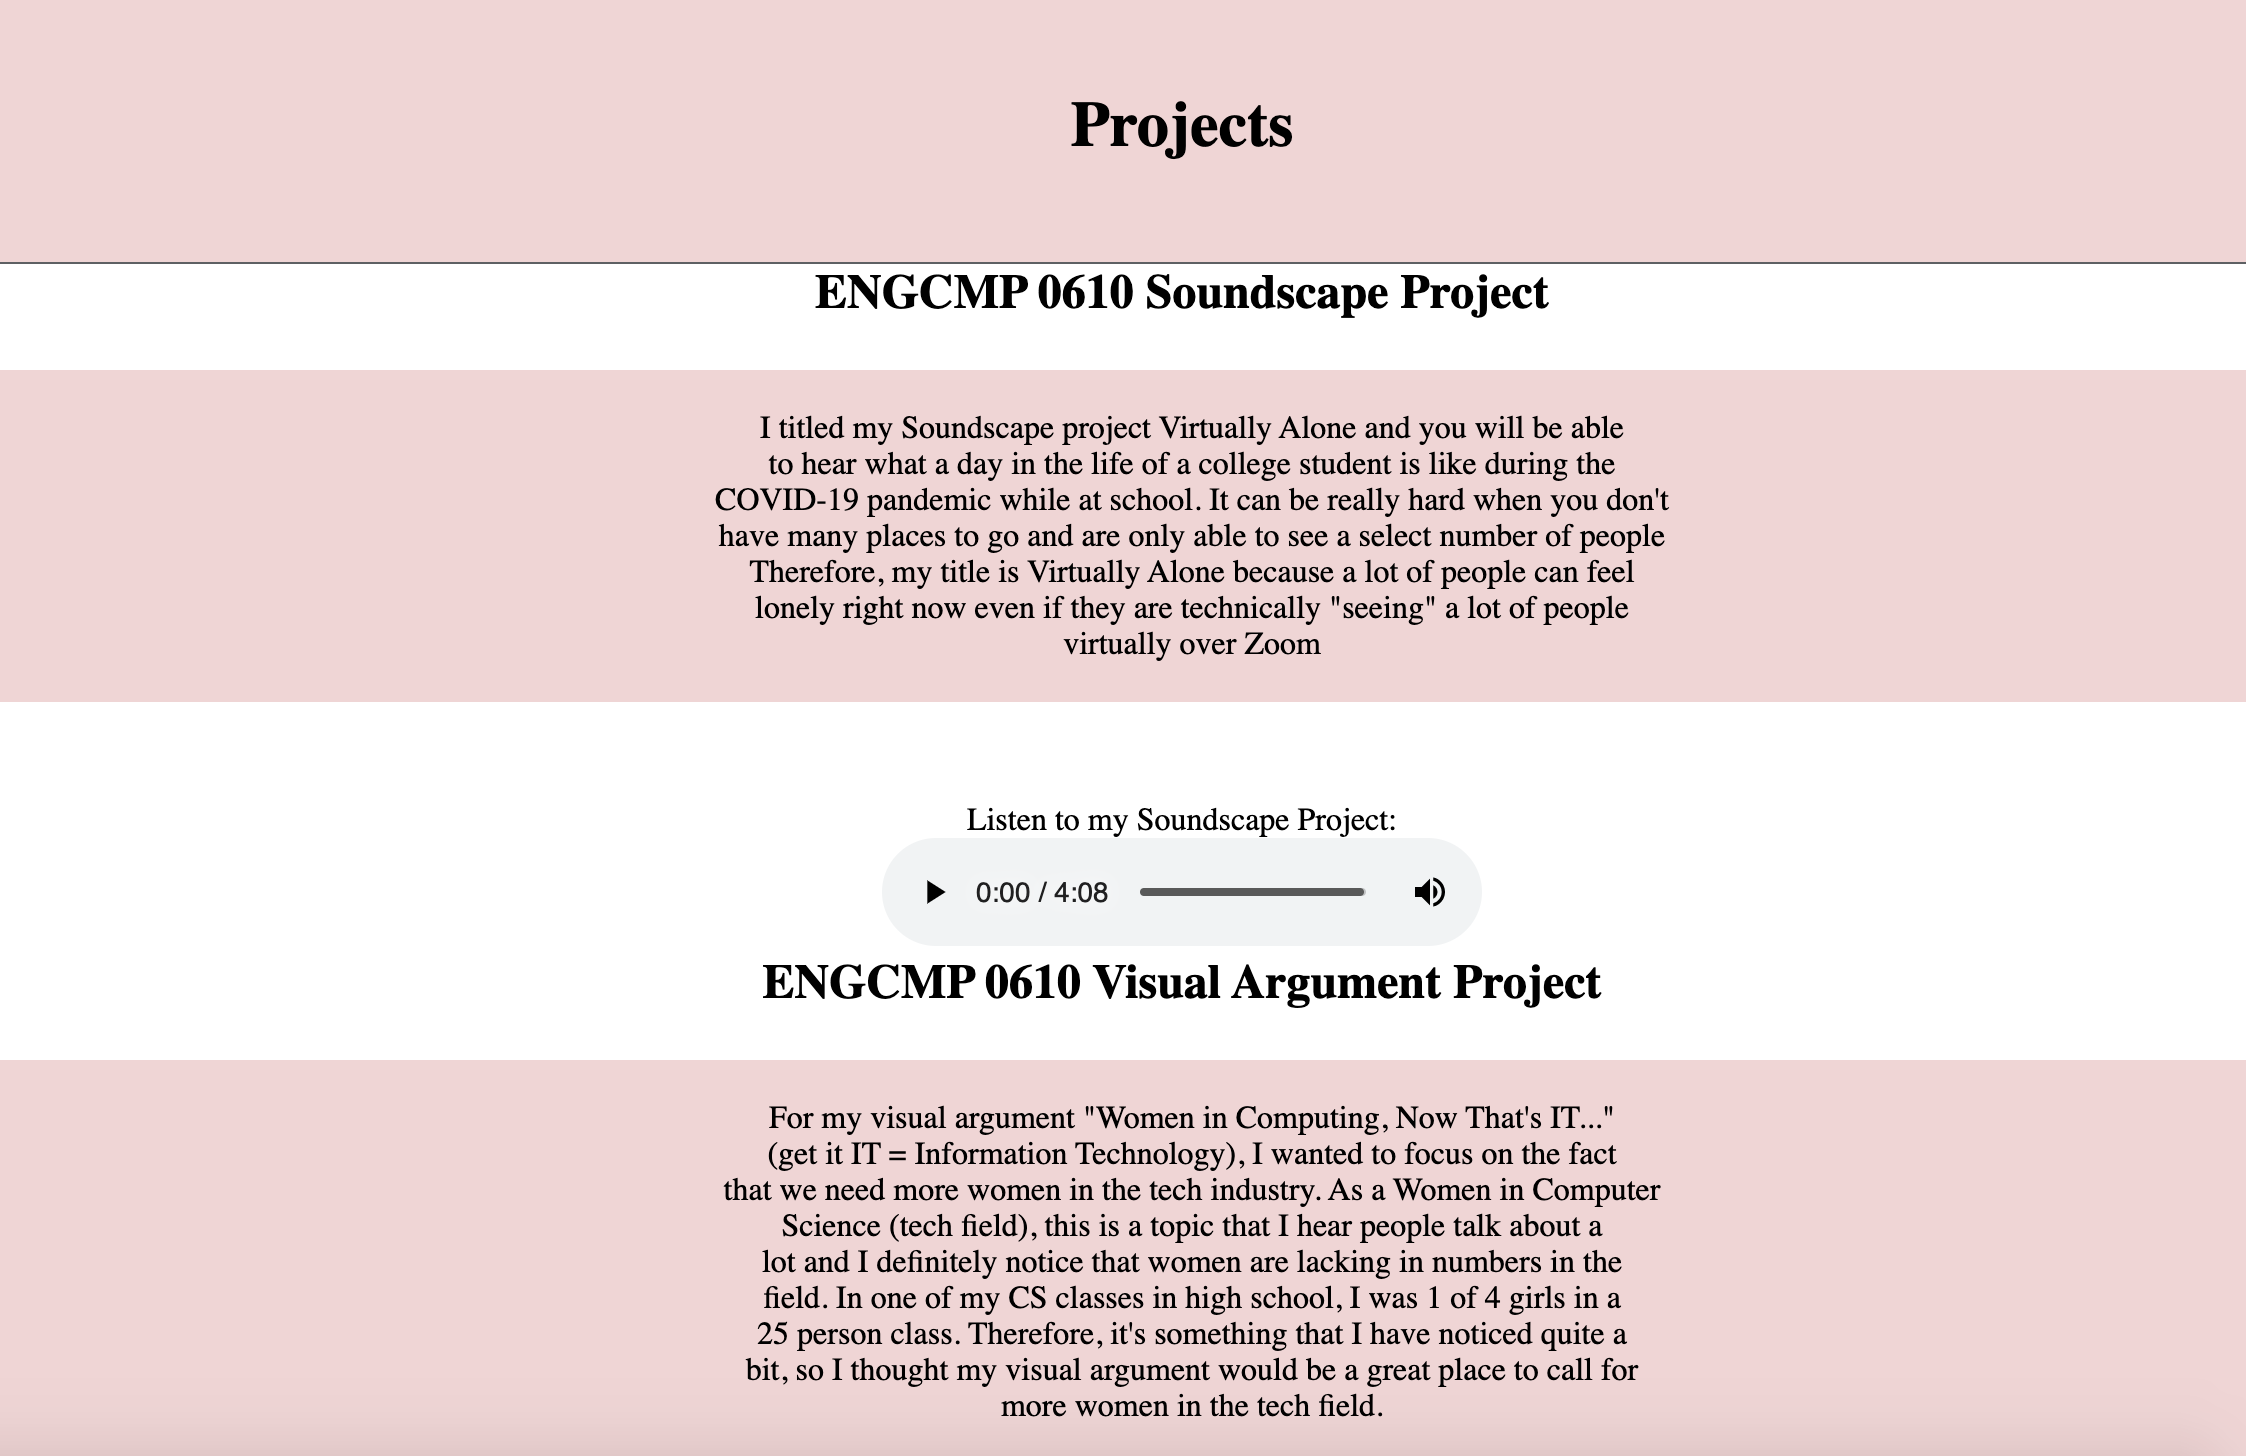 Projects
ENGCMP 0610 Soundscape Project
I titled my Soundscape project Virtually Alone and you will be able
to hear what a day in the life of a college student is like during the
COVID-19 pandemic while at school. It can be really hard when you don't
have many places to go and are only able to see a select number of people
Therefore, my title is Virtually Alone because a lot of people can feel
lonely right now even if they are technically "seeing" a lot of people
virtually over Zoom
Listen to my Soundscape Project:
0:00 / 4:08
ENGCMP 0610 Visual Argument Project
For my visual argument "Women in Computing, Now That's IT..."
(get it IT = Information Technology), I wanted to focus on the fact
that we need more women in the tech industry. As a Women in Computer
Science (tech field), this is a topic that I hear people talk about a
lot and I definitely notice that women are lacking in numbers in the
field. In one of my CS classes in high school, I was 1 of 4 girls in a
25 person class. Therefore, it's something that I have noticed quite a
bit, so I thought my visual argument would be a great place to call for
more women in the tech field.